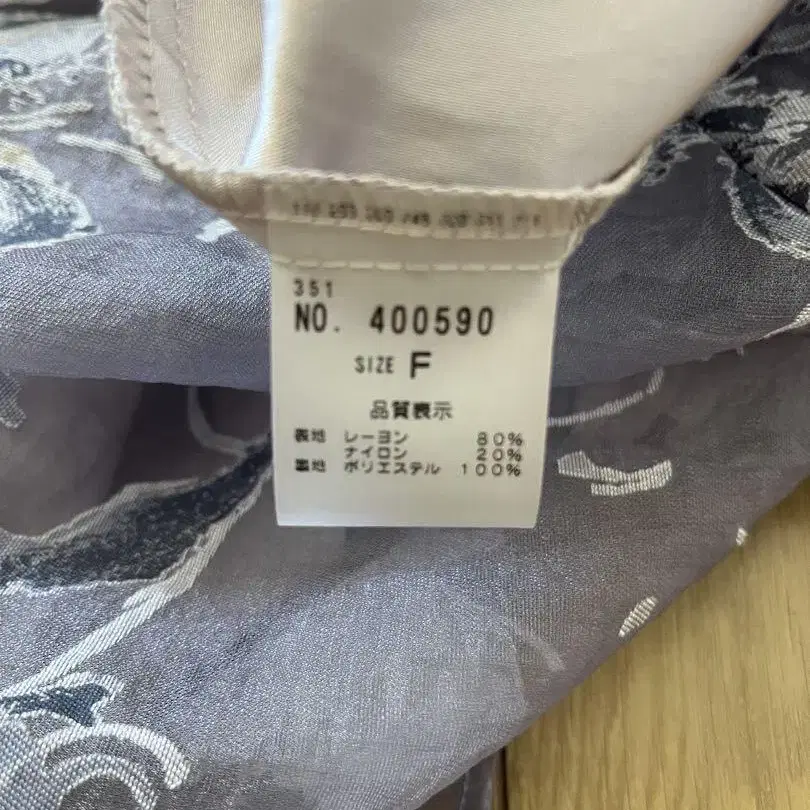 351
NO. 400590
SIZE F
品質表示
表地 レーヨン 80%
ナイロン 20%
裏地 ポリエステル 100%